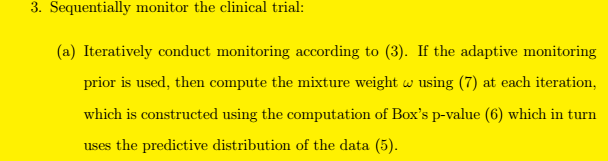 3. Sequentially monitor the clinical trial:
(a) Iteratively conduct monitoring according to (3). If the adaptive monitoring
prior is used, then compute the mixture weight ω using (7) at each iteration,
which is constructed using the computation of Box's p-value (6) which in turn
uses the predictive distribution of the data (5).